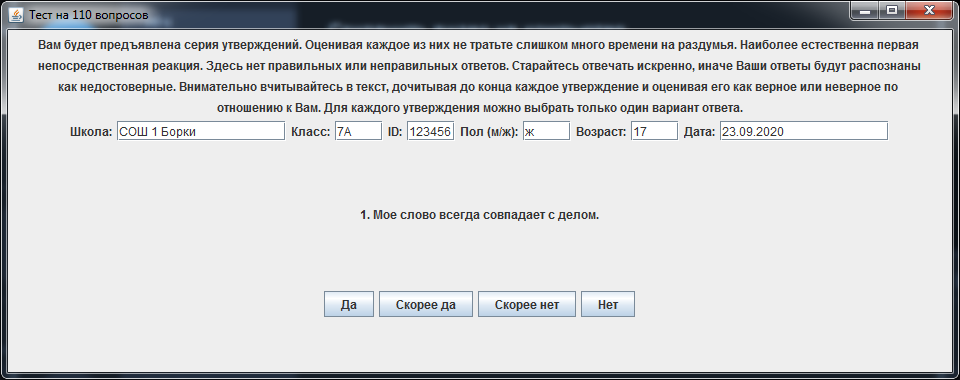 Тест на 110 вопросов
Вам будет предъявлена серия утверждений. Оценивая каждое из них не тратьте слишком много времени на раздумья. Наиболее естественна первая
непосредственная реакция. Здесь нет правильных или неправильных ответов. Старайтесь отвечать искренно, иначе Ваши ответы будут распознаны
как недостоверные. Внимательно вчитывайтесь в текст, дочитывая до конца каждое утверждение и оценивая его как верное или неверное по
отношению к Вам. Для каждого утверждения можно выбрать только один вариант ответа.
Школа: СОШ 1 Борки Класс: 7А ID: 123456 Пол (м/ж): ж Возраст: 17 Дата: 23.09.2020
1. Мое слово всегда совпадает с делом.
Да Скорее да Скорее нет Нет